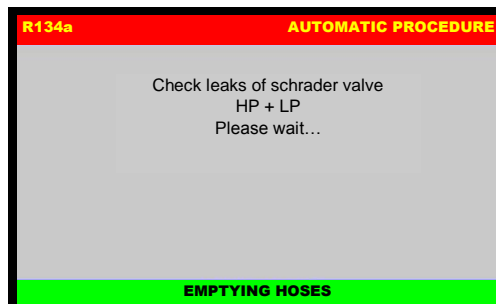 R134a AUTOMATIC PROCEDURE
Check leaks of schrader valve
HP + LP
Please wait…
EMPTYING HOSES